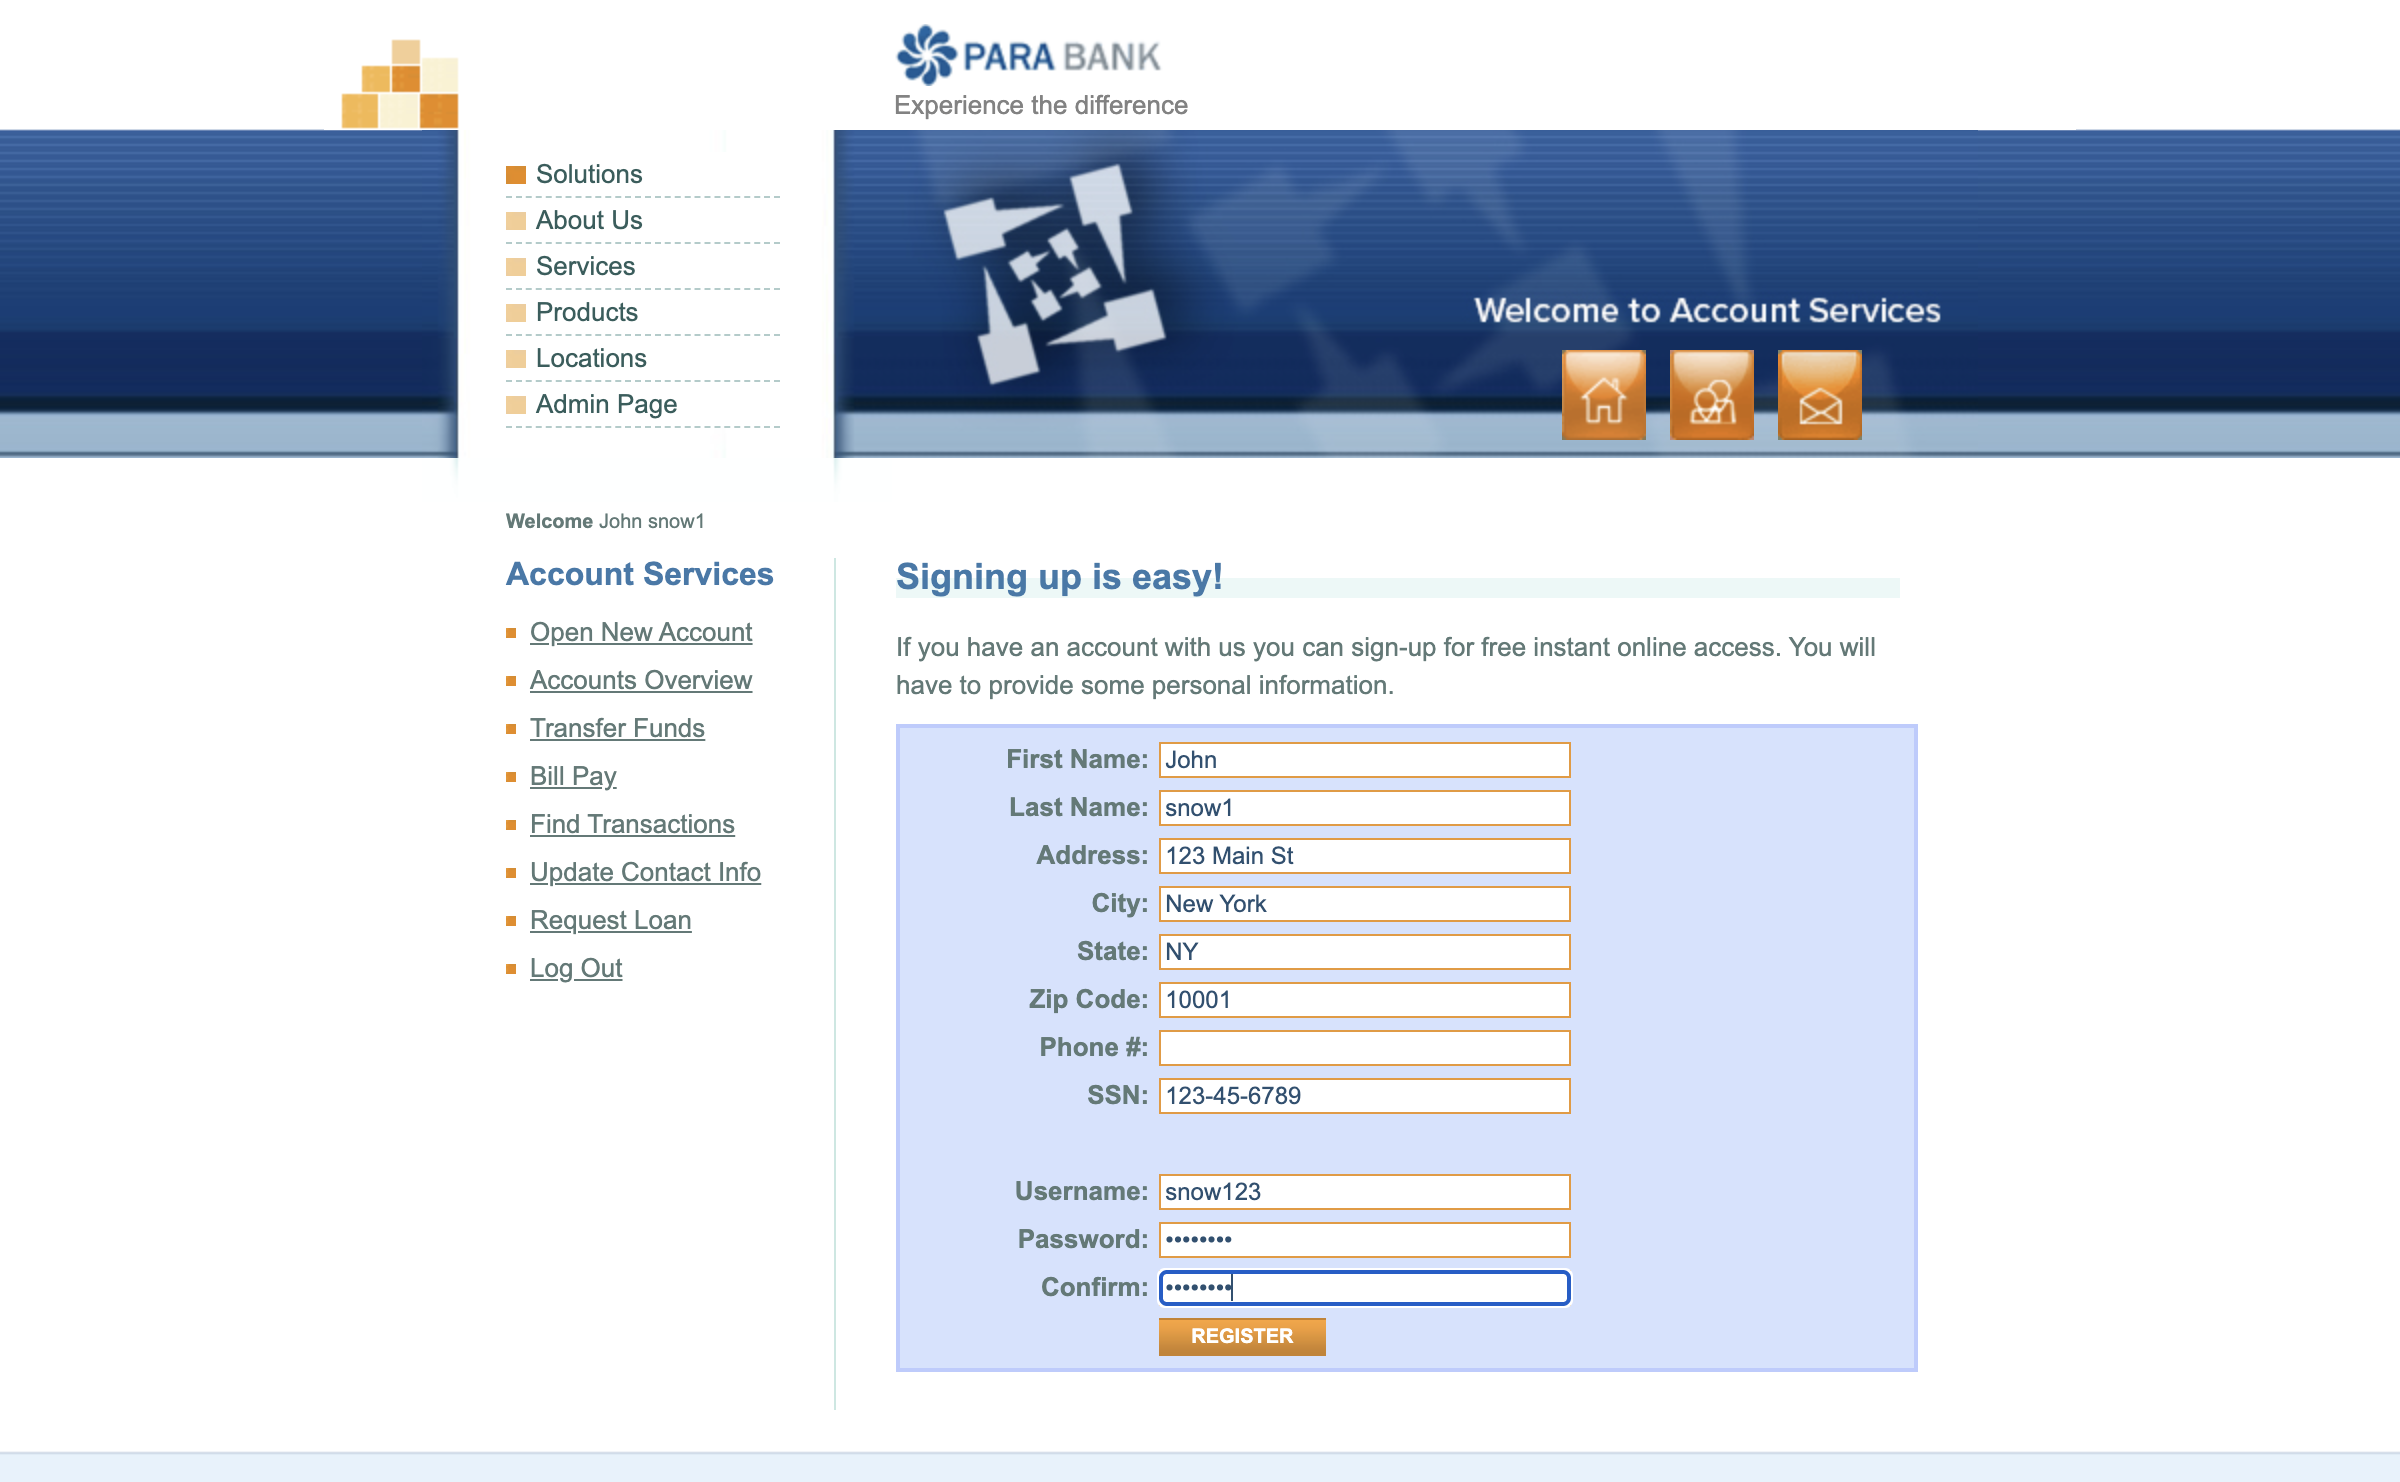 PARA BANK
Experience the difference
Solutions
About Us
Services
Products
Locations
Admin Page
Welcome to Account Services
Welcome John snow1
Account Services
Open New Account
Accounts Overview
Transfer Funds
Bill Pay
Find Transactions
Update Contact Info
Request Loan
Log Out
Signing up is easy!
If you have an account with us you can sign-up for free instant online access. You will
have to provide some personal information.
First Name: John
Last Name: snow1
Address: 123 Main St
City: New York
State: NY
Zip Code: 10001
Phone #:
SSN: 123-45-6789
Username: snow123
Password: ••••••••
Confirm: ••••••••
REGISTER